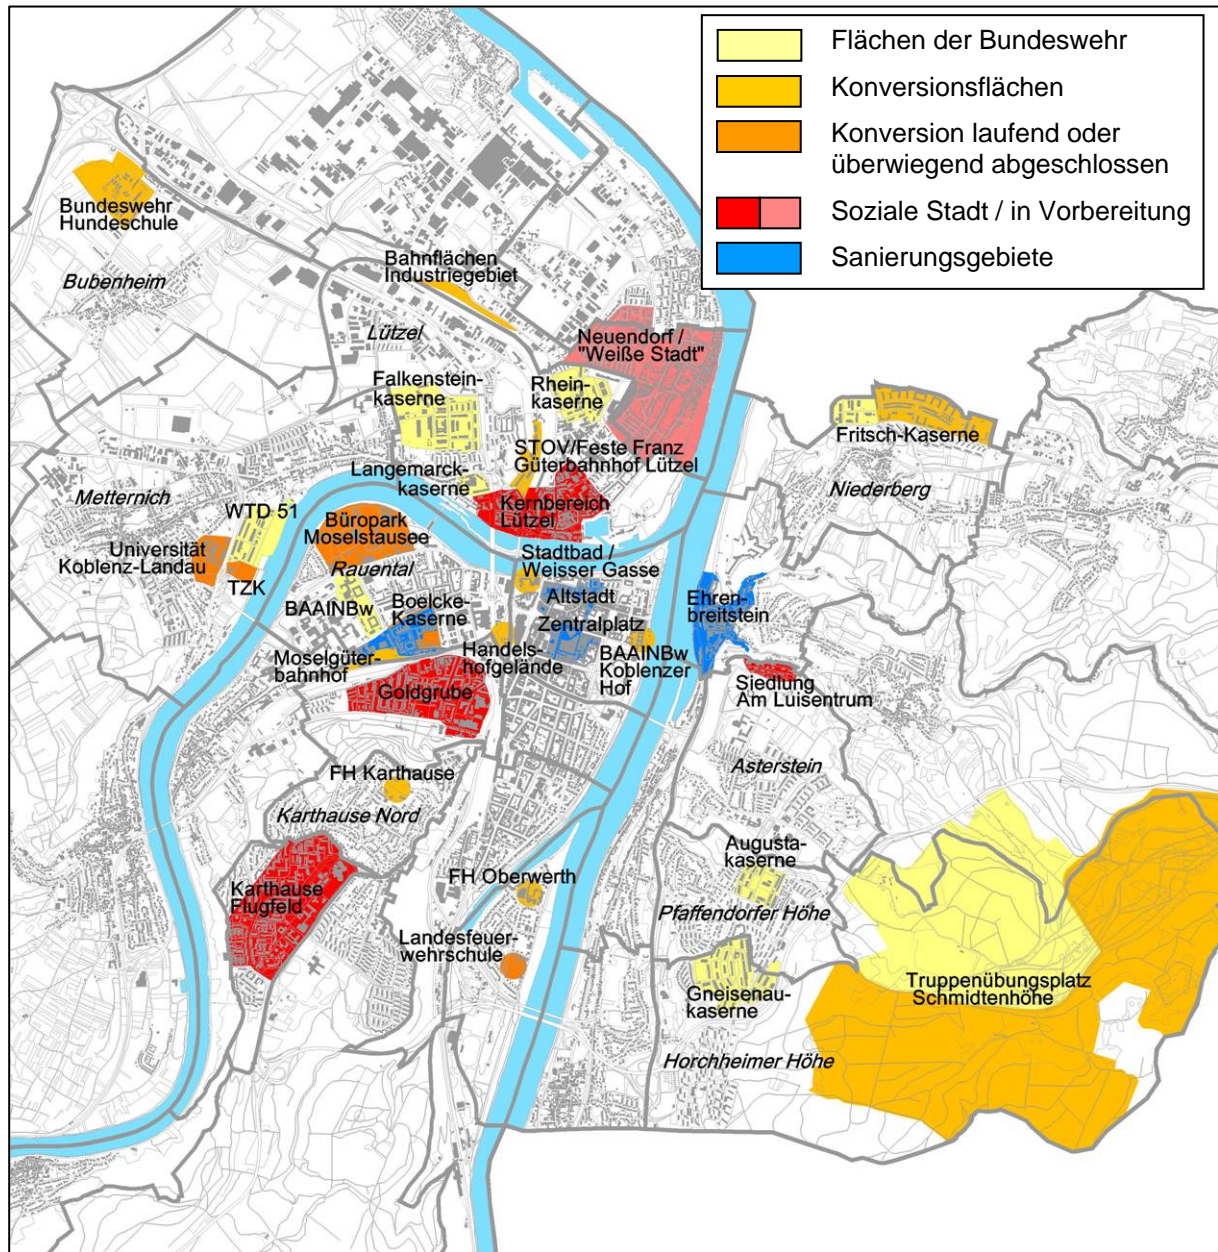 Flächen der Bundeswehr
Konversionsflächen
Konversion laufend oder
überwiegend abgeschlossen
Soziale Stadt / in Vorbereitung
Sanierungsgebiete
Bundeswehr
Hundeschule
Bubenheim
Bahnflächen
Industriegebiet
Lützel
Neuendorf /
"Weiße Stadt"
Falkenstein-
kaserne
Rhein-
kaserne
Fritsch-Kaserne
STOV/Feste Franz
Güterbahnhof Lützel
Langemarck-
kaserne
Kernbereich
Lützel
Niederberg
Metternich
WTD 51
Büropark
Moselstausee
Universität
Koblenz-Landau
TZK
Rauental
Stadtbad /
Weisser Gasse
Altstadt
Ehren-
breitstein
BAAINBw
Boelcke-
Kaserne
Zentralplatz
Moselgüter-
bahnhof
Handels-
hofgelände
BAAINBw
Koblenzer
Hof
Goldgrube
Siedlung
Am Luisentrum
FH Karthause
Asterstein
Karthause Nord
Augusta-
kaserne
Karthause
Flugfeld
FH Oberwerth
Pfaffendorfer Höhe
Landesfeuer-
wehrschule
Gneisenau-
kaserne
Truppenübungsplatz
Schmidtenhöhe
Horchheimer Höhe